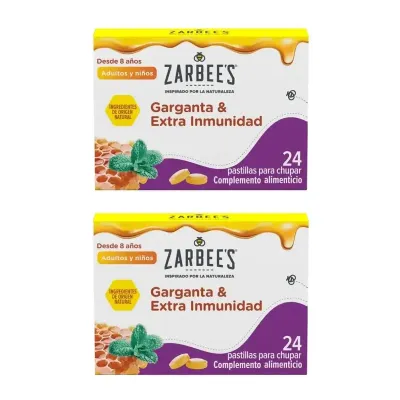 Desde 8 años
Adultos y niños
ZARBEE'S
INSPIRADO POR LA NATURALEZA
INGREDIENTES
DE ORIGEN
NATURAL
Garganta &
Extra Inmunidad
24
pastillas para chupar
Complemento alimenticio
Desde 8 años
Adultos y niños
ZARBEE'S
INSPIRADO POR LA NATURALEZA
INGREDIENTES
DE ORIGEN
NATURAL
Garganta &
Extra Inmunidad
24
pastillas para chupar
Complemento alimenticio